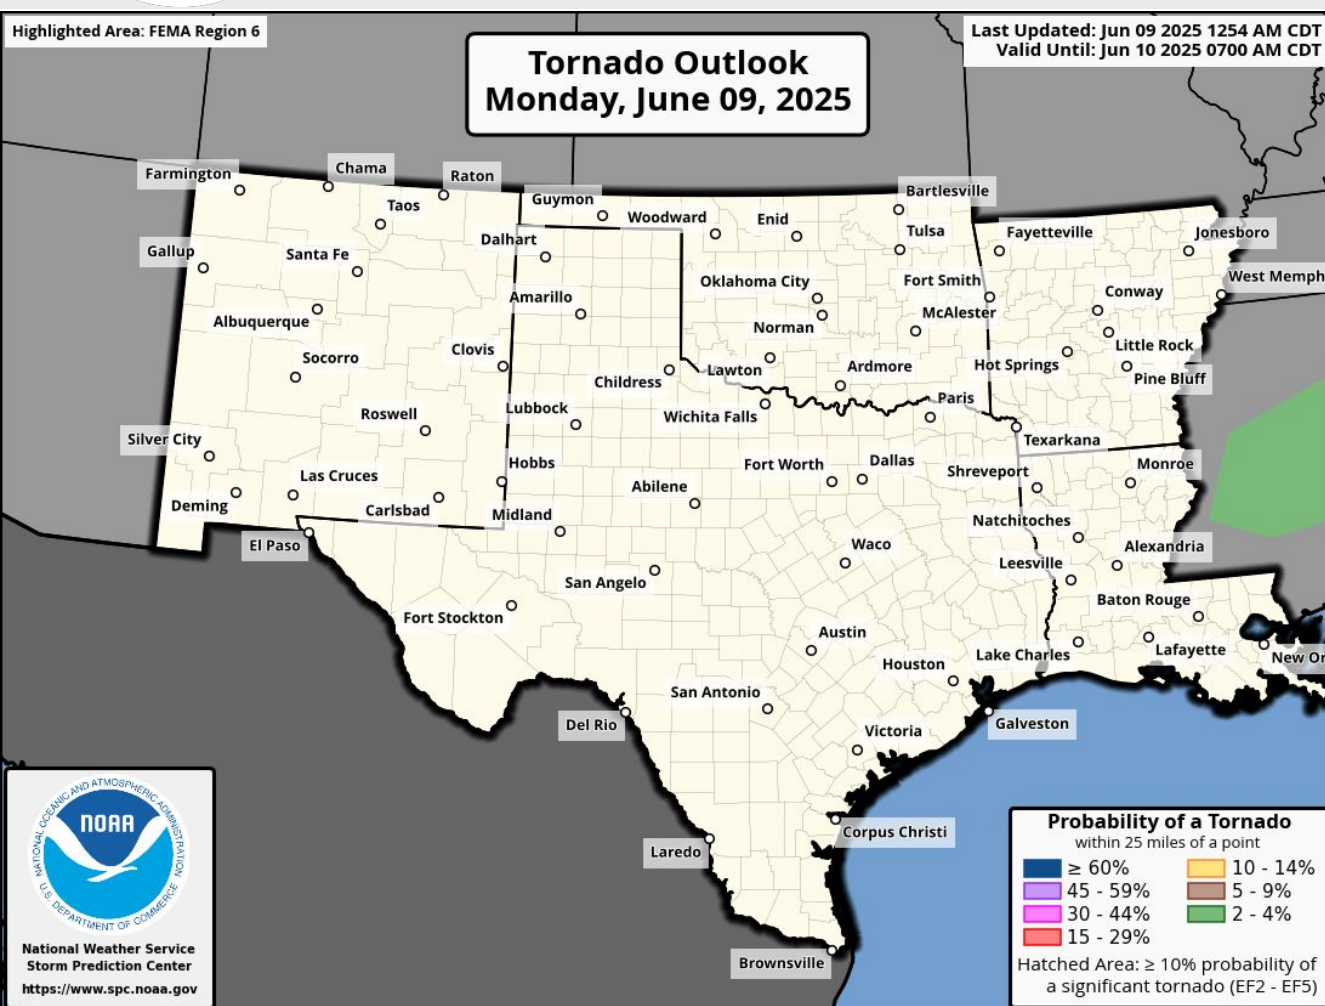 Highlighted Area: FEMA Region 6
Last Updated: Jun 09 2025 1254 AM CDT
Valid Until: Jun 10 2025 0700 AM CDT
Tornado Outlook
Monday, June 09, 2025
Farmington
Chama
Raton
Taos
Guymon
Woodward
Enid
Bartlesville
Tulsa
Fayetteville
Jonesboro
Gallup
Santa Fe
Dalhart
Amarillo
Oklahoma City
Fort Smith
Conway
West Memph
Albuquerque
Norman
McAlester
Little Rock
Socorro
Clovis
Childress
Lawton
Ardmore
Hot Springs
Pine Bluff
Roswell
Lubbock
Wichita Falls
Paris
Texarkana
Silver City
Las Cruces
Hobbs
Abilene
Fort Worth
Dallas
Shreveport
Monroe
Deming
Carlsbad
Midland
Natchitoches
El Paso
San Angelo
Waco
Leesville
Alexandria
Fort Stockton
Baton Rouge
Austin
Houston
Lake Charles
Lafayette
New Or
Del Rio
San Antonio
Victoria
Galveston
Laredo
Corpus Christi
Brownsville
NATIONAL OCEANIC AND ATMOSPHERIC ADMINISTRATION
NOAA
U.S. DEPARTMENT OF COMMERCE
National Weather Service
Storm Prediction Center
https://www.spc.noaa.gov
Probability of a Tornado
within 25 miles of a point
≥ 60%
10 - 14%
45 - 59%
5 - 9%
30 - 44%
2 - 4%
15 - 29%
Hatched Area: ≥ 10% probability of
a significant tornado (EF2 - EF5)